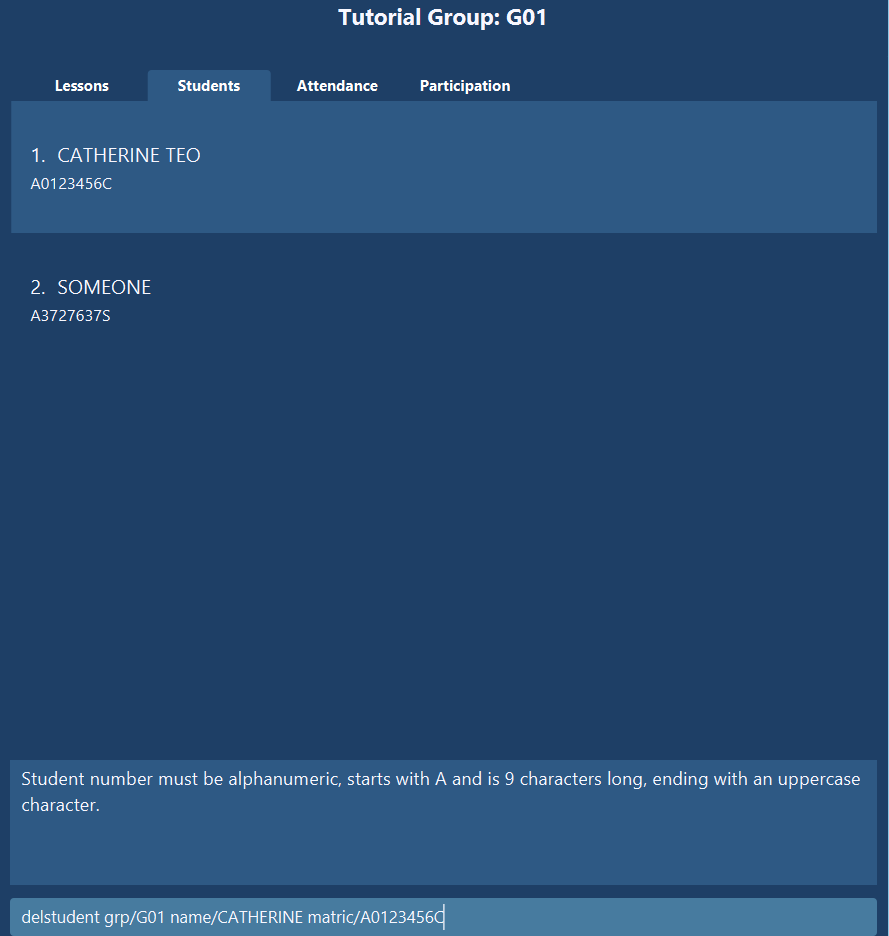 Tutorial Group: G01
Lessons Students Attendance Participation
1. CATHERINE TEO
A0123456C
2. SOMEONE
A3727637S
Student number must be alphanumeric, starts with A and is 9 characters long, ending with an uppercase
character.
delstudent grp/G01 name/CATHERINE matric/A0123456C